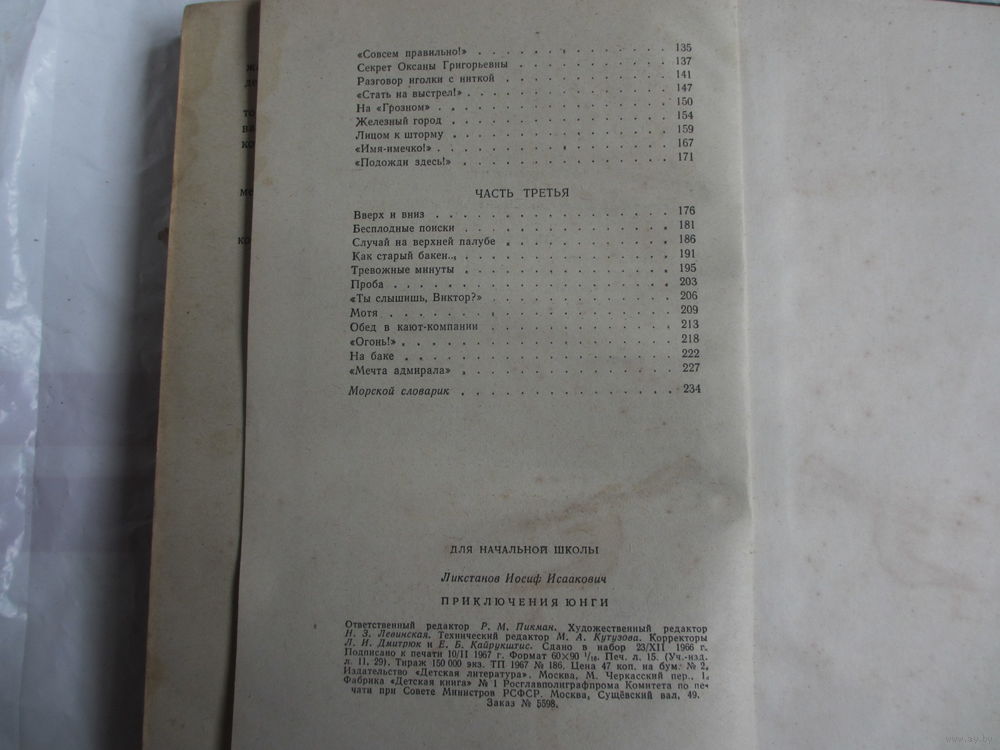 «Совсем правильно!» . . . . . . . . . . . . . . 135
Секрет Оксаны Григорьевны . . . . . . . . . . . 137
Разговор иголки с ниткой . . . . . . . . . . . . 141
«Стать на выстрел!» . . . . . . . . . . . . . . 147
На «Грозном» . . . . . . . . . . . . . . . . 150
Железный город . . . . . . . . . . . . . . . 154
Лицом к шторму . . . . . . . . . . . . . . . 159
«Имя-имечко!» . . . . . . . . . . . . . . . . 167
«Подожди здесь!» . . . . . . . . . . . . . . . 171
ЧАСТЬ ТРЕТЬЯ
Вверх и вниз . . . . . . . . . . . . . . . . 176
Бесплодные поиски . . . . . . . . . . . . . . 181
Случай на верхней палубе . . . . . . . . . . . . 186
Как старый бакен... . . . . . . . . . . . . . . 191
Тревожные минуты . . . . . . . . . . . . . . 195
Проба . . . . . . . . . . . . . . . . . . 203
«Ты слышишь, Виктор?» . . . . . . . . . . . . . 206
Мотя . . . . . . . . . . . . . . . . . . 209
Обед в кают-компании . . . . . . . . . . . . . 213
«Огонь!» . . . . . . . . . . . . . . . . . 218
На баке . . . . . . . . . . . . . . . . . 222
«Мечта адмирала» . . . . . . . . . . . . . . . 227
Морской словарик . . . . . . . . . . . . . . . 234
ДЛЯ НАЧАЛЬНОЙ ШКОЛЫ
Ликстанов Иосиф Исаакович
ПРИКЛЮЧЕНИЯ ЮНГИ
Ответственный редактор Р. М. Пикман. Художественный редактор
Н. З. Левинская. Технический редактор М. А. Кутузова. Корректоры
Л. И. Дмитрюк и Е. Б. Кайрукштис. Сдано в набор 23/XII 1966 г.
Подписано к печати 10/II 1967 г. Формат 60×90 1/16. Печ. л. 15. (Уч.-изд.
л. 11, 29). Тираж 150 000 экз. ТП 1967 № 186. Цена 47 коп. на бум. № 2.
Издательство «Детская литература». Москва, М. Черкасский пер., 1.
Фабрика «Детская книга» № 1 Росглавполиграфпрома Комитета по пе-
чати при Совете Министров РСФСР. Москва, Сущёвский вал, 49.
Заказ № 5598.